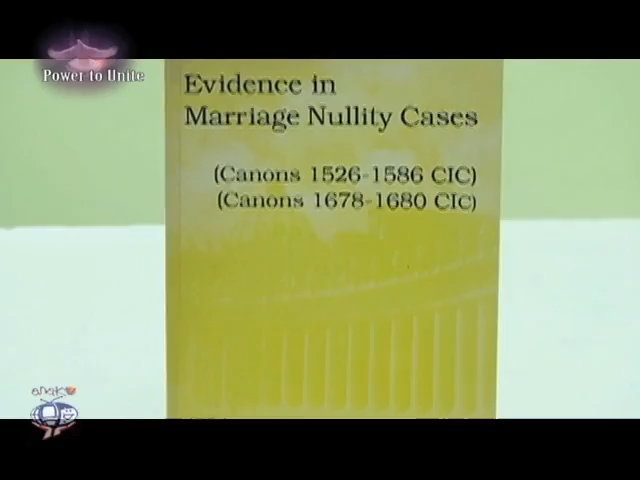 Power to Unite
Evidence in
Marriage Nullity Cases
(Canons 1526-1586 CIC)
(Canons 1678-1680 CIC)